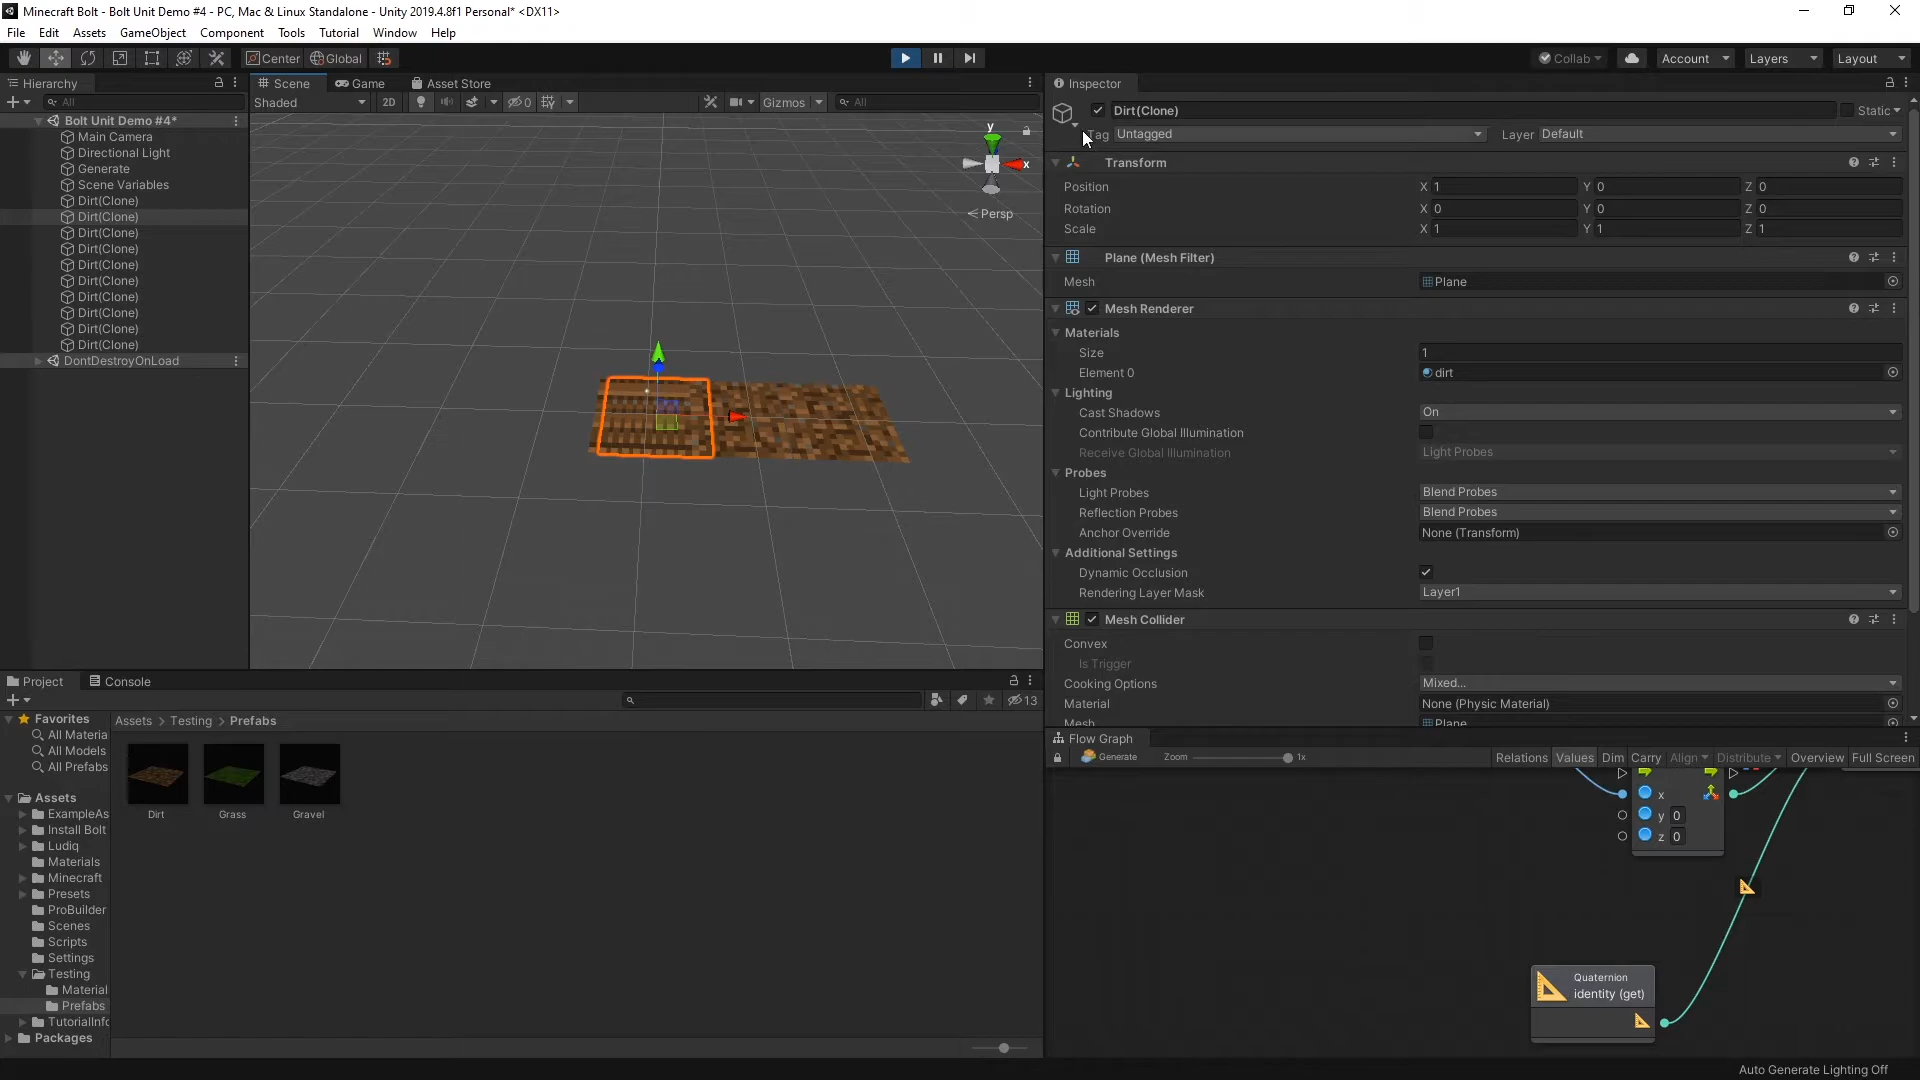 Minecraft Bolt - Bolt Unit Demo #4 - PC, Mac & Linux Standalone - Unity 2019.4.8f1 Personal* <DX11>
File Edit Assets GameObject Component Tools Tutorial Window Help
Center Global Collab Account Layers Layout
Hierarchy
All
Bolt Unit Demo #4*
Main Camera
Directional Light
Generate
Scene Variables
Dirt(Clone)
Dirt(Clone)
Dirt(Clone)
Dirt(Clone)
Dirt(Clone)
Dirt(Clone)
Dirt(Clone)
Dirt(Clone)
Dirt(Clone)
Dirt(Clone)
DontDestroyOnLoad
Scene Game Asset Store
Shaded 2D 0 Gizmos All
y
x
Persp
Inspector
Dirt(Clone) Static
Tag Untagged Layer Default
Transform
Position X 1 Y 0 Z 0
Rotation X 0 Y 0 Z 0
Scale X 1 Y 1 Z 1
Plane (Mesh Filter)
Mesh Plane
Mesh Renderer
Materials
Size 1
Element 0 dirt
Lighting
Cast Shadows On
Contribute Global Illumination
Receive Global Illumination Light Probes
Probes
Light Probes Blend Probes
Reflection Probes Blend Probes
Anchor Override None (Transform)
Additional Settings
Dynamic Occlusion
Rendering Layer Mask Layer1
Mesh Collider
Convex
Is Trigger
Cooking Options Mixed...
Material None (Physic Material)
Mesh Plane
Project Console
13
Favorites
All Materia
All Models
All Prefabs
Assets
ExampleAs
Install Bolt
Ludiq
Materials
Minecraft
Presets
ProBuilder
Scenes
Scripts
Settings
Testing
Material
Prefabs
TutorialInfo
Packages
Assets > Testing > Prefabs
Dirt Grass Gravel
Flow Graph
Generate Zoom 1x Relations Values Dim Carry Align Distribute Overview Full Screen
x
y 0
z 0
Quaternion
identity (get)
Auto Generate Lighting Off